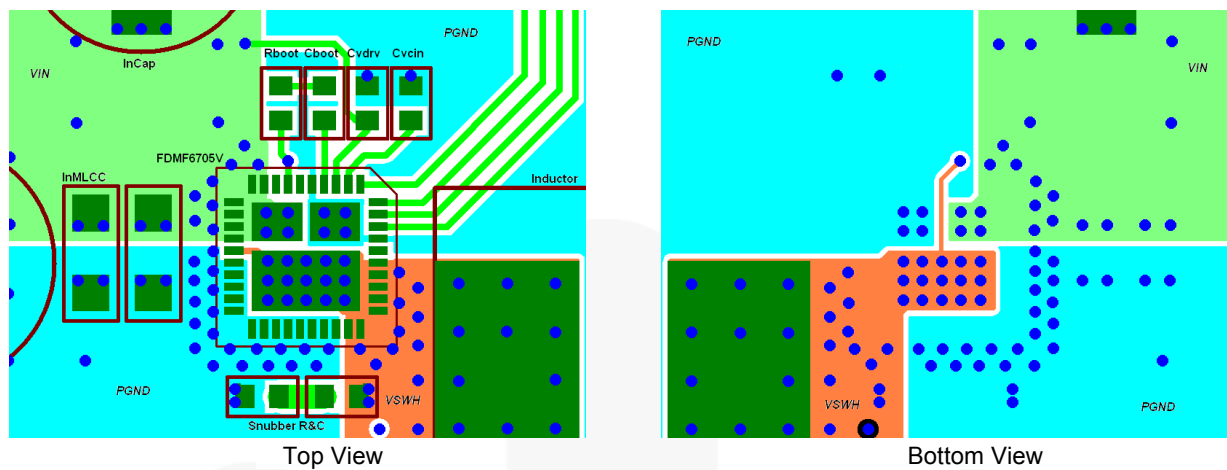 PGND
Rboot Cboot Cvdrv Cvcin
InCap
VIN
FDMF6705V
InMLCC
Inductor
PGND
VSWH
Snubber R&C
Top View
PGND
VIN
VSWH
PGND
Bottom View